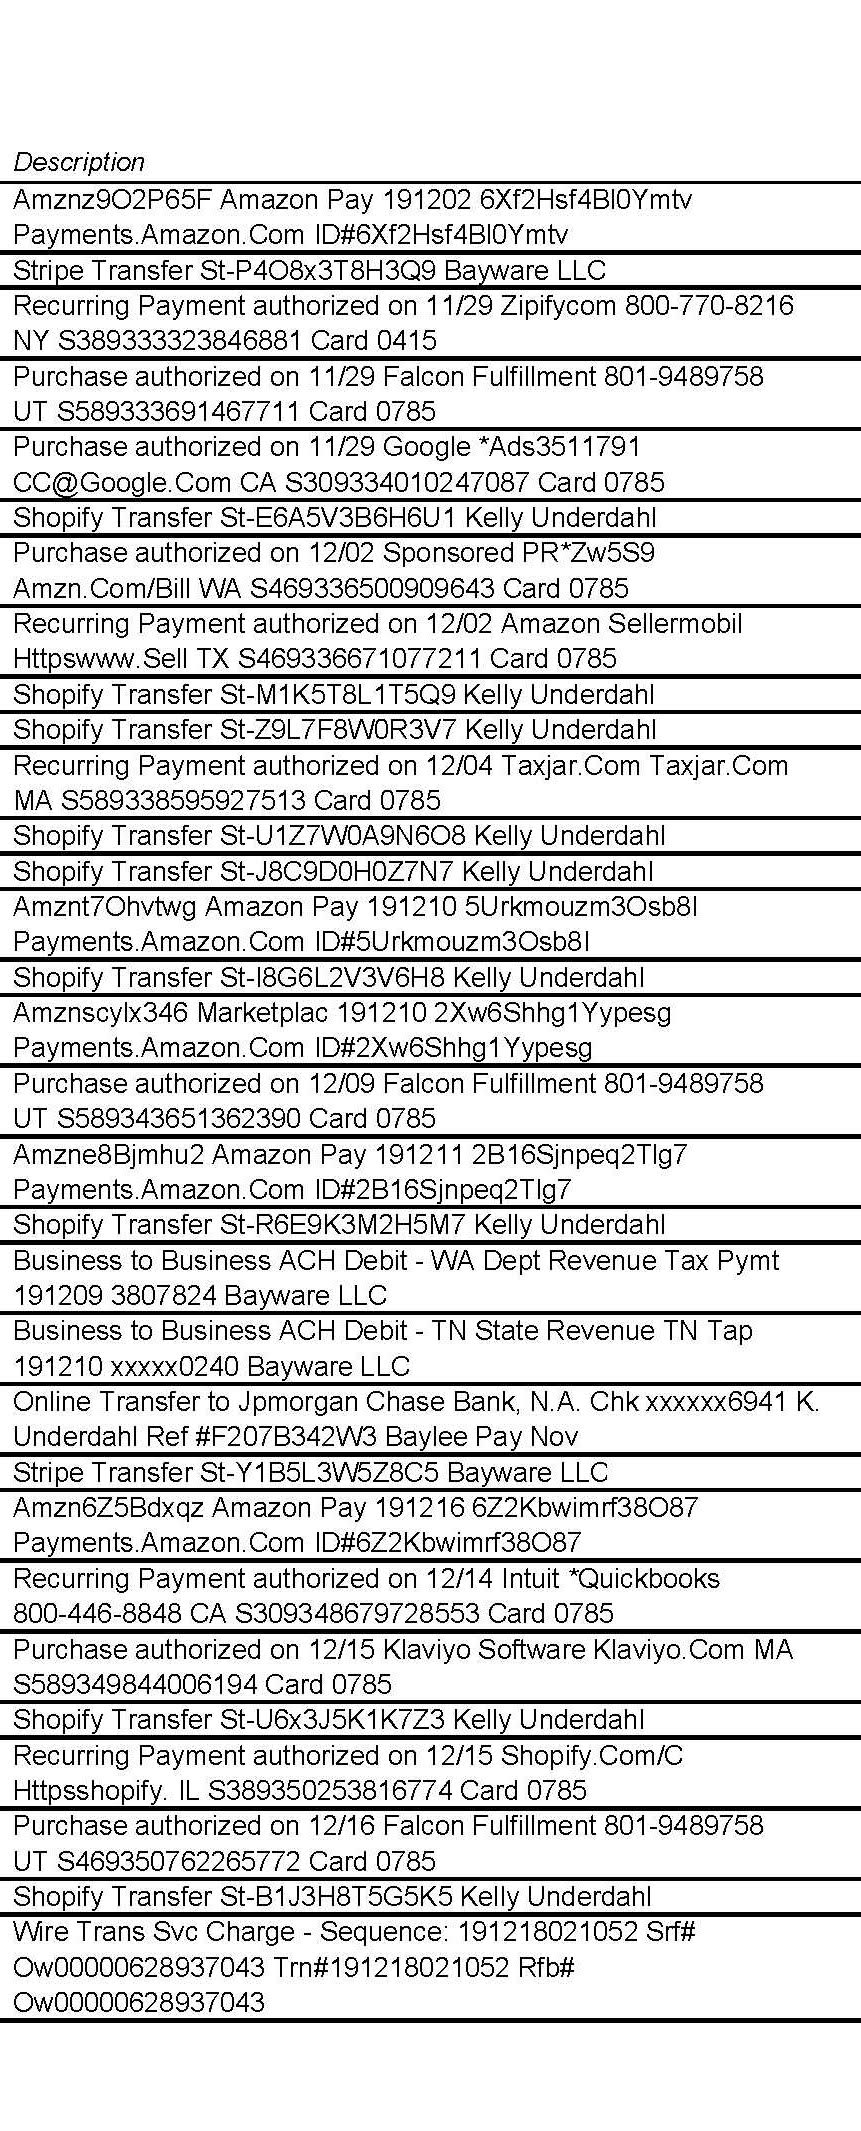 Description
Amznz9O2P65F Amazon Pay 191202 6Xf2Hsf4Bl0Ymtv
Payments.Amazon.Com ID#6Xf2Hsf4Bl0Ymtv
Stripe Transfer St-P4O8x3T8H3Q9 Bayware LLC
Recurring Payment authorized on 11/29 Zipifycom 800-770-8216
NY S389333323846881 Card 0415
Purchase authorized on 11/29 Falcon Fulfillment 801-9489758
UT S589333691467711 Card 0785
Purchase authorized on 11/29 Google *Ads3511791
CC@Google.Com CA S309334010247087 Card 0785
Shopify Transfer St-E6A5V3B6H6U1 Kelly Underdahl
Purchase authorized on 12/02 Sponsored PR*Zw5S9
Amzn.Com/Bill WA S469336500909643 Card 0785
Recurring Payment authorized on 12/02 Amazon Sellermobil
Httpswww.Sell TX S469336671077211 Card 0785
Shopify Transfer St-M1K5T8L1T5Q9 Kelly Underdahl
Shopify Transfer St-Z9L7F8W0R3V7 Kelly Underdahl
Recurring Payment authorized on 12/04 Taxjar.Com Taxjar.Com
MA S589338595927513 Card 0785
Shopify Transfer St-U1Z7W0A9N6O8 Kelly Underdahl
Shopify Transfer St-J8C9D0H0Z7N7 Kelly Underdahl
Amznt7Ohvtwg Amazon Pay 191210 5Urkmouzm3Osb8I
Payments.Amazon.Com ID#5Urkmouzm3Osb8I
Shopify Transfer St-I8G6L2V3V6H8 Kelly Underdahl
Amznscylx346 Marketplac 191210 2Xw6Shhg1Yypesg
Payments.Amazon.Com ID#2Xw6Shhg1Yypesg
Purchase authorized on 12/09 Falcon Fulfillment 801-9489758
UT S589343651362390 Card 0785
Amzne8Bjmhu2 Amazon Pay 191211 2B16Sjnpeq2Tlg7
Payments.Amazon.Com ID#2B16Sjnpeq2Tlg7
Shopify Transfer St-R6E9K3M2H5M7 Kelly Underdahl
Business to Business ACH Debit - WA Dept Revenue Tax Pymt
191209 3807824 Bayware LLC
Business to Business ACH Debit - TN State Revenue TN Tap
191210 xxxxx0240 Bayware LLC
Online Transfer to Jpmorgan Chase Bank, N.A. Chk xxxxxx6941 K.
Underdahl Ref #F207B342W3 Baylee Pay Nov
Stripe Transfer St-Y1B5L3W5Z8C5 Bayware LLC
Amzn6Z5Bdxqz Amazon Pay 191216 6Z2Kbwimrf38O87
Payments.Amazon.Com ID#6Z2Kbwimrf38O87
Recurring Payment authorized on 12/14 Intuit *Quickbooks
800-446-8848 CA S309348679728553 Card 0785
Purchase authorized on 12/15 Klaviyo Software Klaviyo.Com MA
S589349844006194 Card 0785
Shopify Transfer St-U6x3J5K1K7Z3 Kelly Underdahl
Recurring Payment authorized on 12/15 Shopify.Com/C
Httpsshopify. IL S389350253816774 Card 0785
Purchase authorized on 12/16 Falcon Fulfillment 801-9489758
UT S469350762265772 Card 0785
Shopify Transfer St-B1J3H8T5G5K5 Kelly Underdahl
Wire Trans Svc Charge - Sequence: 191218021052 Srf#
Ow00000628937043 Trn#191218021052 Rfb#
Ow00000628937043